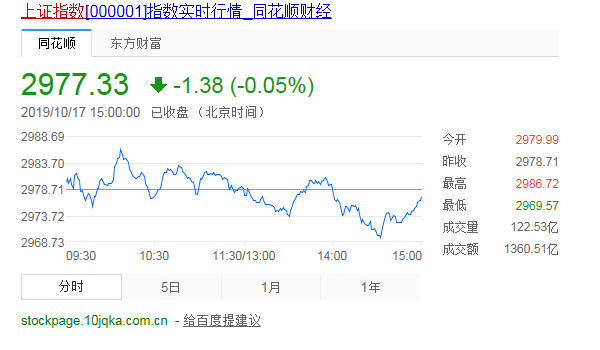 上证指数[000001]指数实时行情_同花顺财经
同花顺 东方财富
2977.33 -1.38 (-0.05%)
2019/10/17 15:00:00 已收盘 （北京时间）
2988.69
2983.70
2978.71
2973.72
2968.73
09:30 10:30 11:30/13:00 14:00 15:00
今开 2979.99
昨收 2978.71
最高 2986.72
最低 2969.57
成交量 122.53亿
成交额 1360.51亿
分时 5日 1月 1年
stockpage.10jqka.com.cn - 给百度提建议